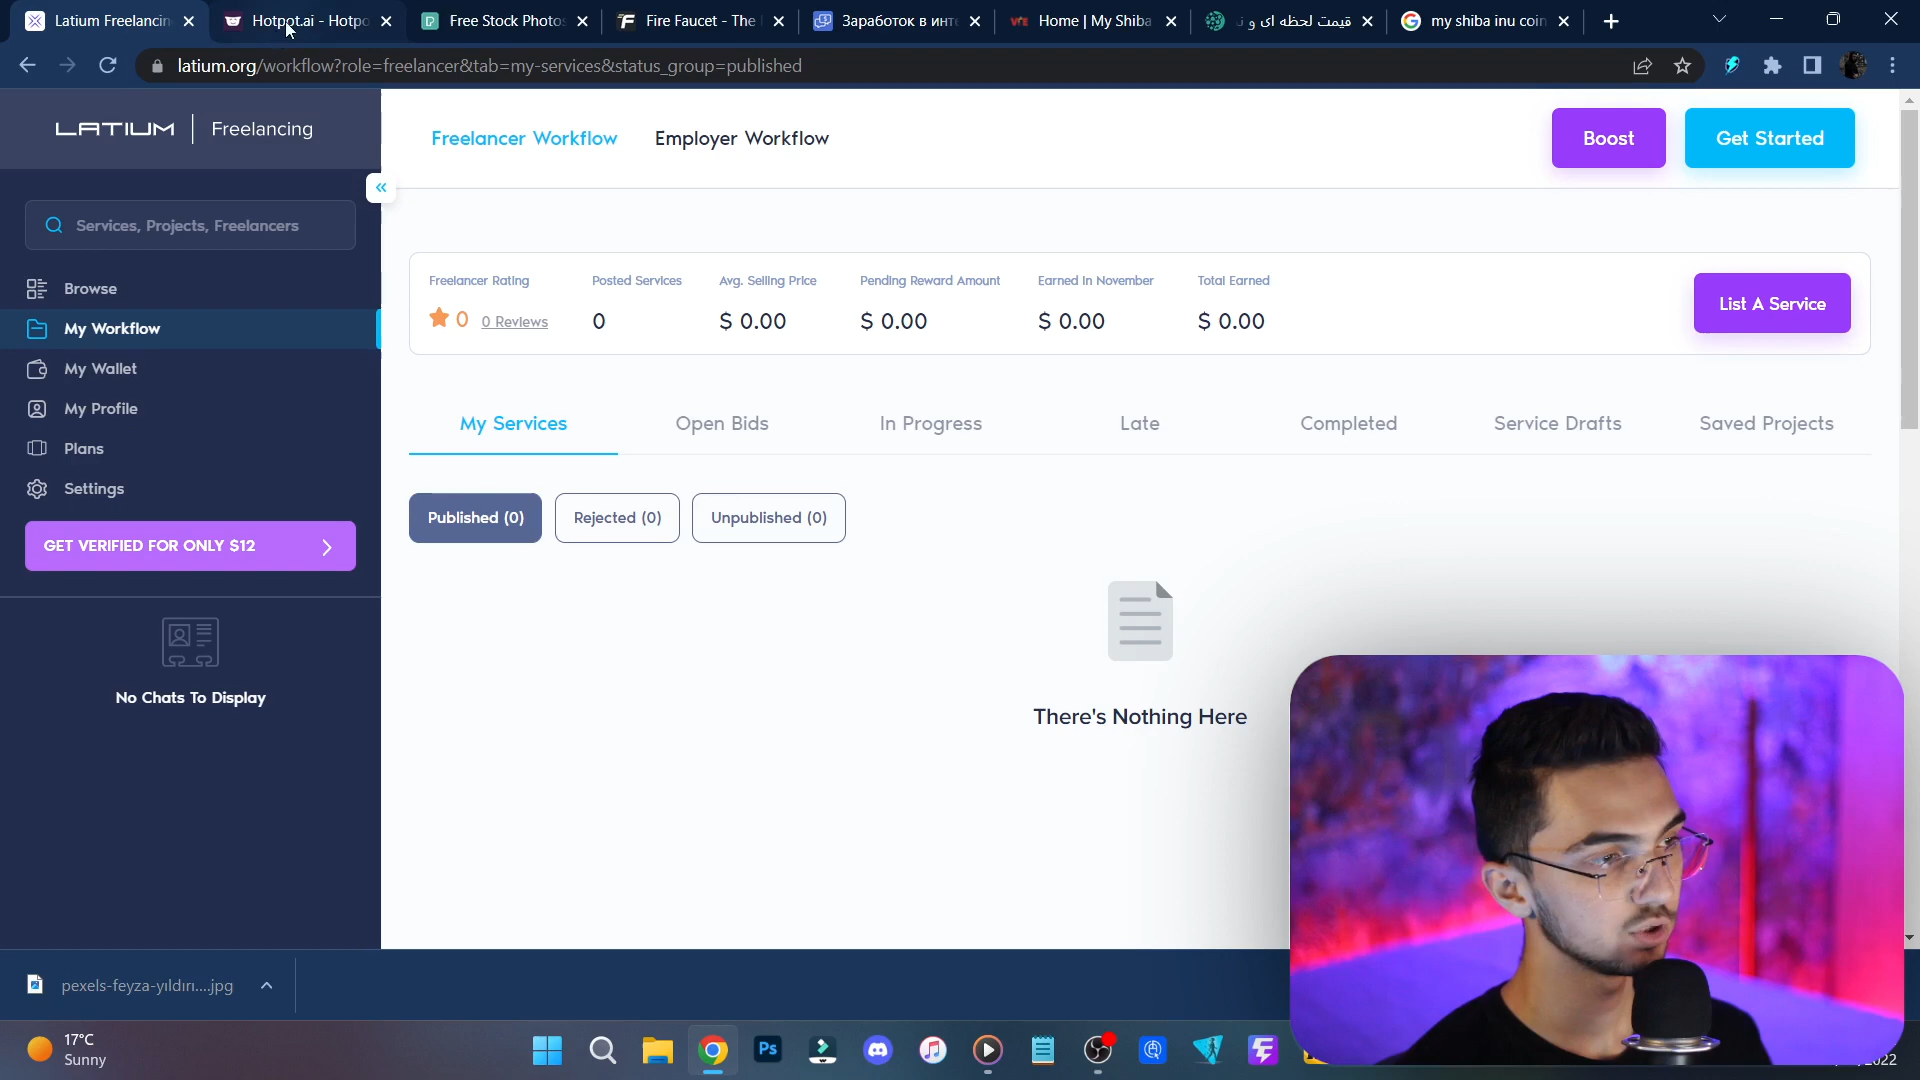 Latium Freelancin
Hotpot.ai - Hotpo
Free Stock Photos
Fire Faucet - The
Заработок в инте
Home | My Shiba
قیمت لحظه ای و ن
my shiba inu coin
latium.org/workflow?role=freelancer&tab=my-services&status_group=published
LATIUM | Freelancing
Freelancer Workflow
Employer Workflow
Boost
Get Started
Services, Projects, Freelancers
Browse
My Workflow
My Wallet
My Profile
Plans
Settings
GET VERIFIED FOR ONLY $12
No Chats To Display
Freelancer Rating
Posted Services
Avg. Selling Price
Pending Reward Amount
Earned In November
Total Earned
0 0 Reviews
0
$ 0.00
$ 0.00
$ 0.00
$ 0.00
List A Service
My Services
Open Bids
In Progress
Late
Completed
Service Drafts
Saved Projects
Published (0)
Rejected (0)
Unpublished (0)
There's Nothing Here
pexels-feyza-yıldırı....jpg
17°C
Sunny
Ps